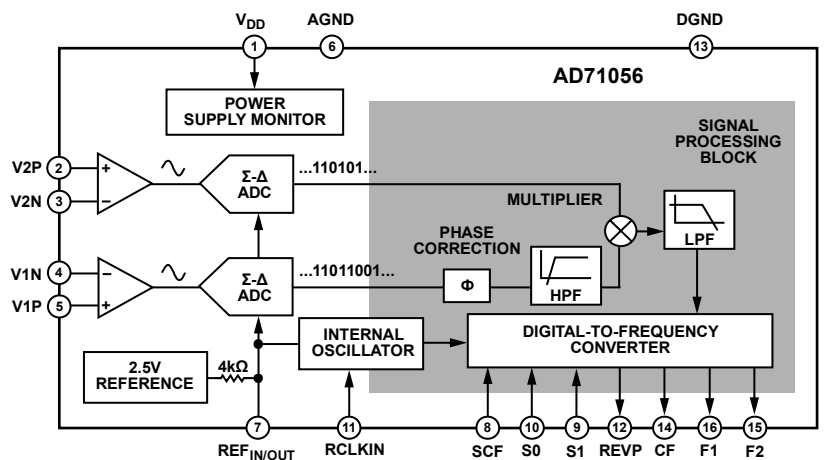 VDD
AGND
DGND
1
6
13
AD71056
POWER
SUPPLY MONITOR
SIGNAL
PROCESSING
BLOCK
V2P 2
+
Σ-Δ
ADC
...110101...
V2N 3
–
MULTIPLIER
LPF
PHASE
CORRECTION
V1N 4
–
Σ-Δ
ADC
...11011001...
Φ
HPF
V1P 5
+
INTERNAL
OSCILLATOR
DIGITAL-TO-FREQUENCY
CONVERTER
2.5V
REFERENCE
4kΩ
7
11
8
10
9
12
14
16
15
REFIN/OUT
RCLKIN
SCF
S0
S1
REVP
CF
F1
F2